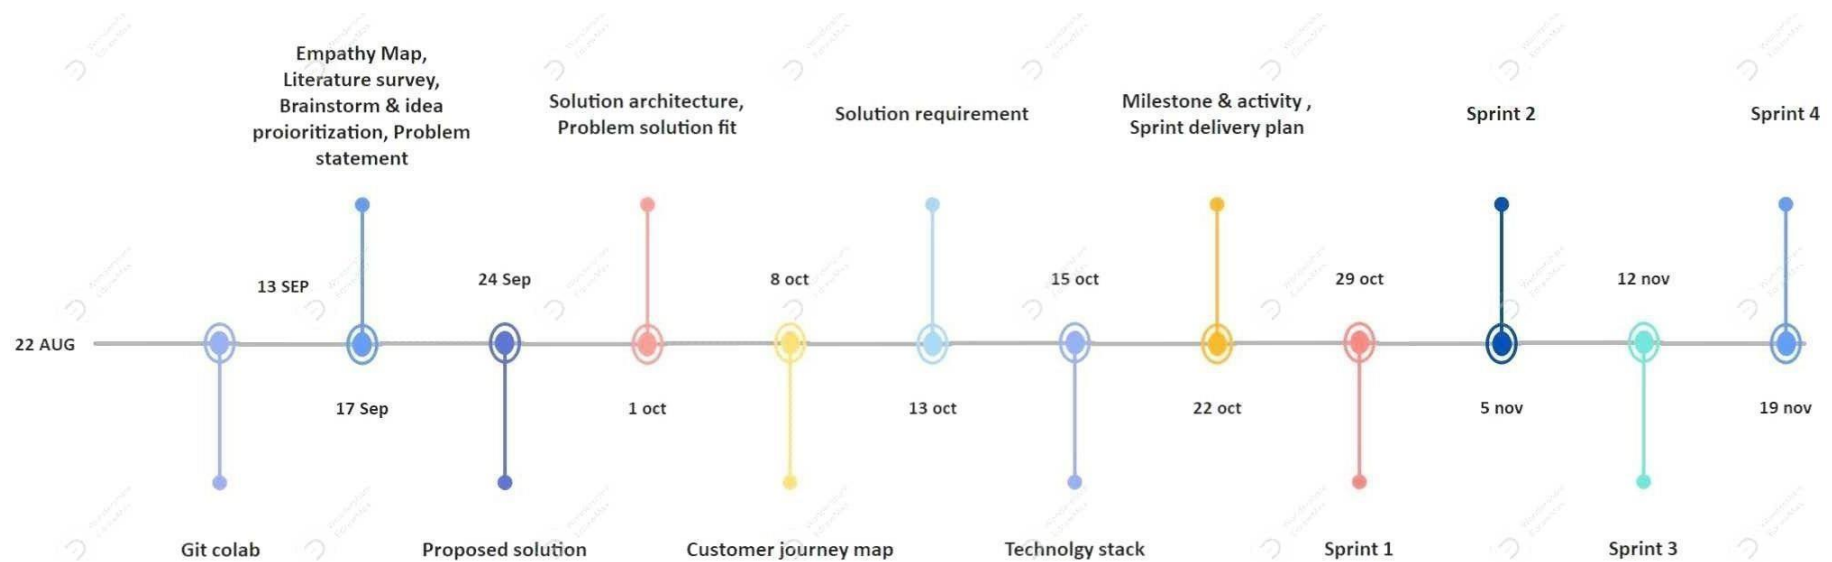 Empathy Map,
Literature survey,
Brainstorm & idea
proioritization, Problem
statement
Solution architecture,
Problem solution fit
Solution requirement
Milestone & activity ,
Sprint delivery plan
Sprint 2
Sprint 4
13 SEP
24 Sep
8 oct
15 oct
29 oct
12 nov
22 AUG
17 Sep
1 oct
13 oct
22 oct
5 nov
19 nov
Git colab
Proposed solution
Customer journey map
Technolgy stack
Sprint 1
Sprint 3